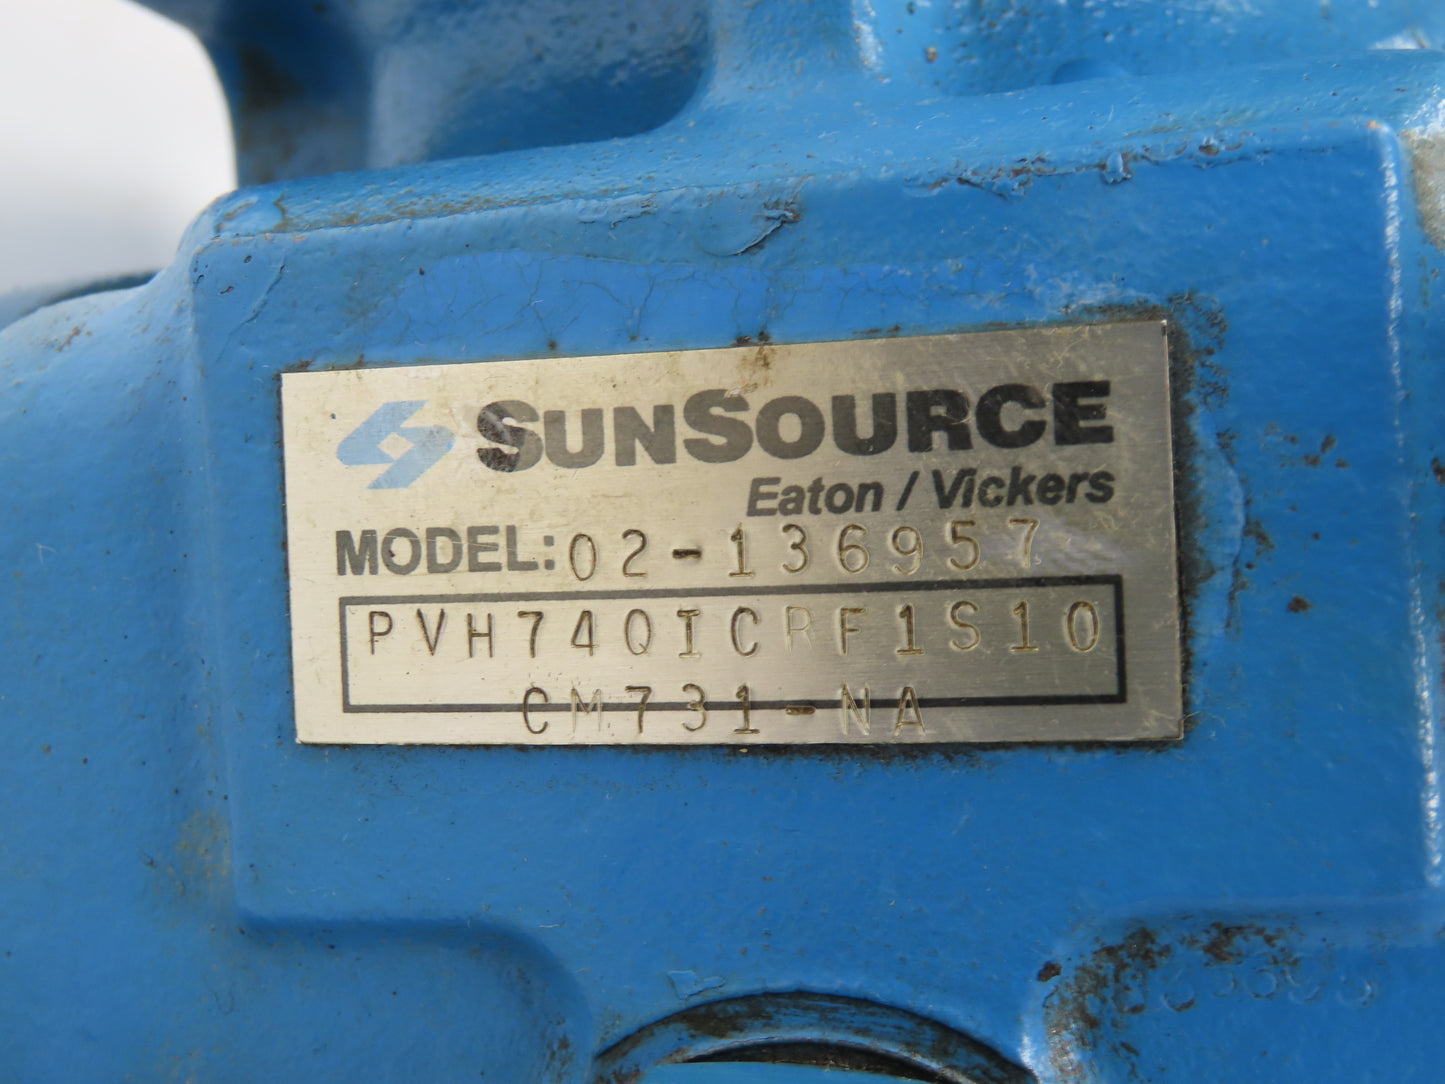 SUNSOURCE
Eaton / Vickers
MODEL: 02-136957
PVH74QICRF1S10
CM731-NA